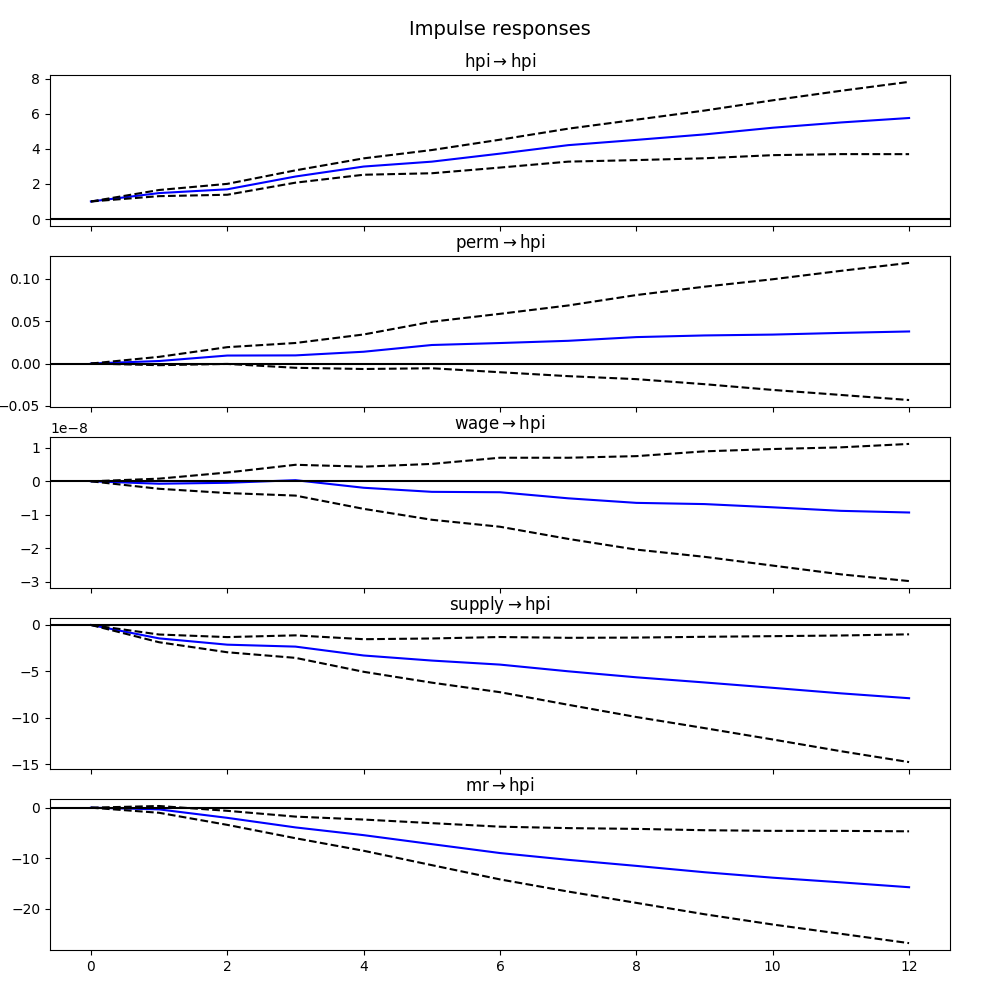 Impulse responses
hpi → hpi
8
6
4
2
0
perm → hpi
0.10
0.05
0.00
−0.05
wage → hpi
1e−8
1
0
−1
−2
−3
supply → hpi
0
−5
−10
−15
mr → hpi
0
−10
−20
0 2 4 6 8 10 12